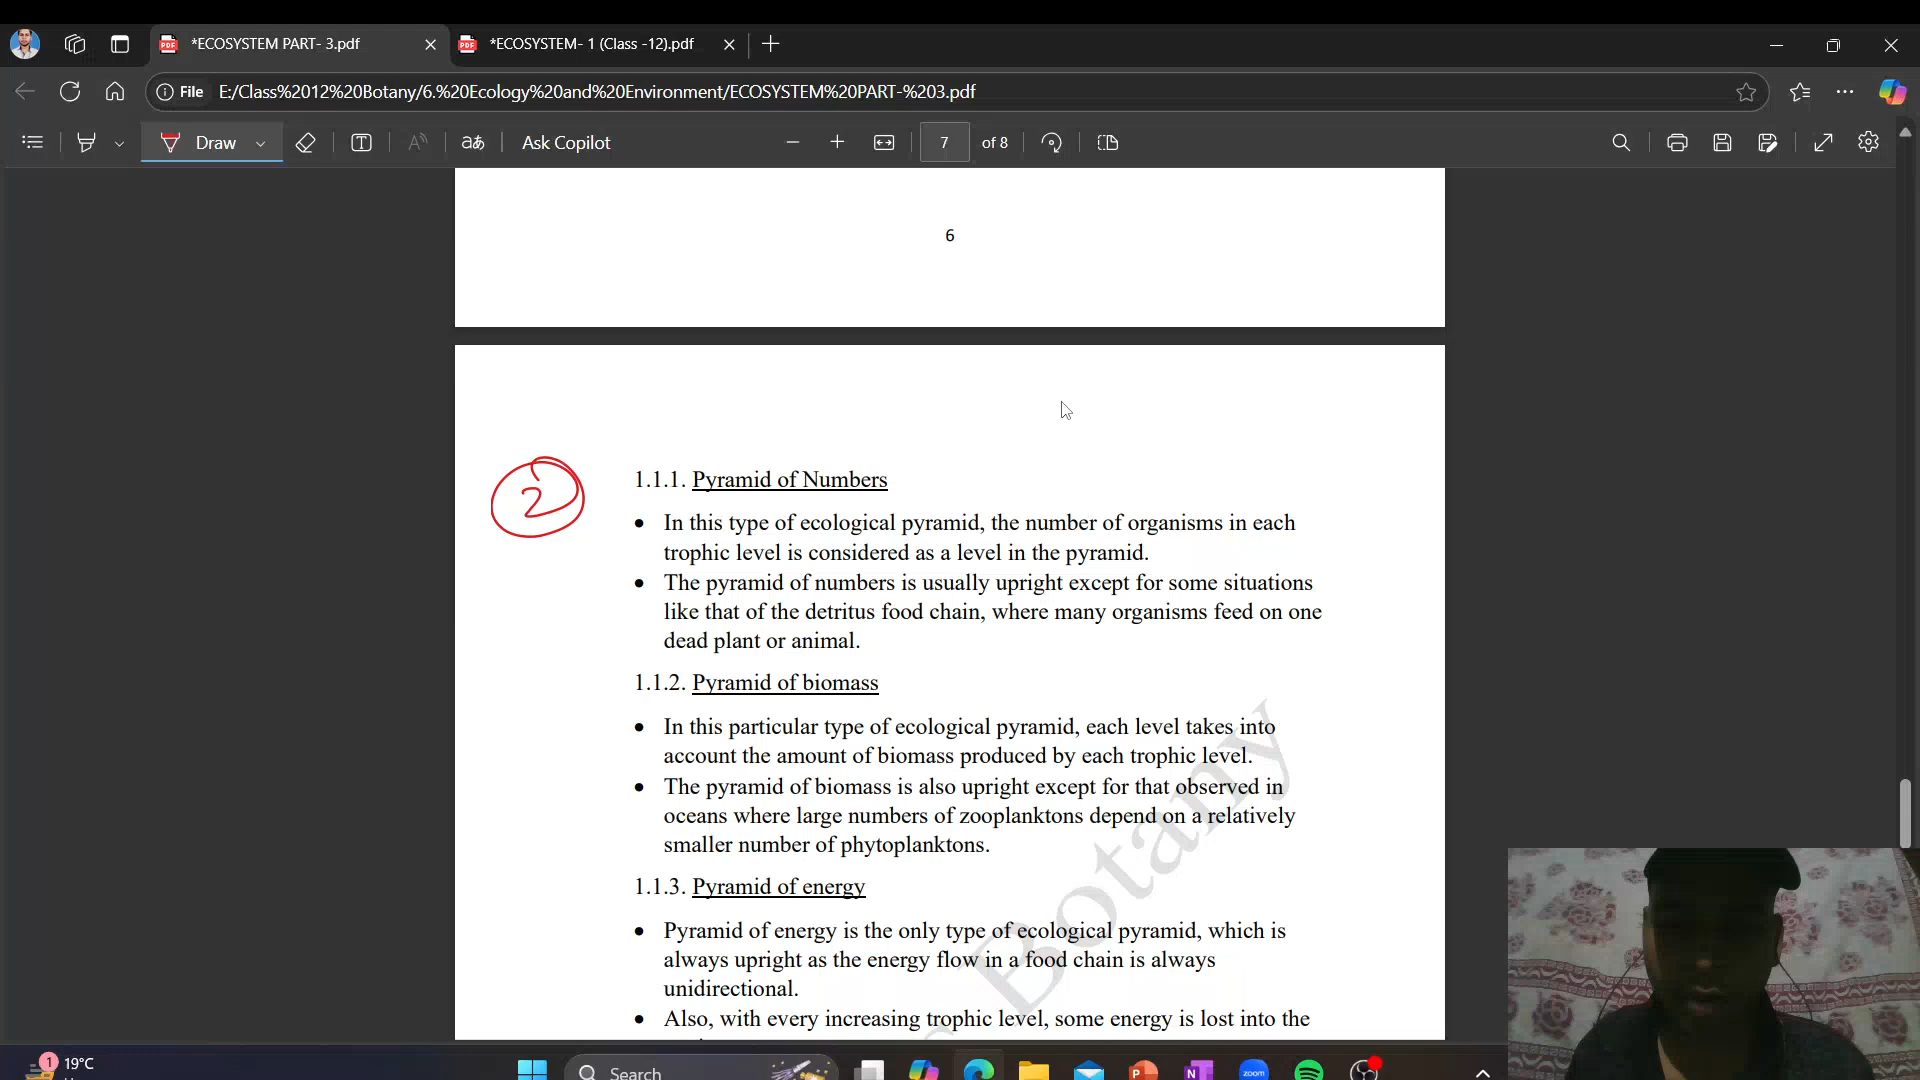 *ECOSYSTEM PART- 3.pdf
*ECOSYSTEM- 1 (Class -12).pdf
File E:/Class%2012%20Botany/6.%20Ecology%20and%20Environment/ECOSYSTEM%20PART-%203.pdf
Draw
T
aあ
Ask Copilot
7 of 8
6
2
1.1.1. Pyramid of Numbers
• In this type of ecological pyramid, the number of organisms in each
trophic level is considered as a level in the pyramid.
• The pyramid of numbers is usually upright except for some situations
like that of the detritus food chain, where many organisms feed on one
dead plant or animal.
1.1.2. Pyramid of biomass
• In this particular type of ecological pyramid, each level takes into
account the amount of biomass produced by each trophic level.
• The pyramid of biomass is also upright except for that observed in
oceans where large numbers of zooplanktons depend on a relatively
smaller number of phytoplanktons.
1.1.3. Pyramid of energy
• Pyramid of energy is the only type of ecological pyramid, which is
always upright as the energy flow in a food chain is always
unidirectional.
• Also, with every increasing trophic level, some energy is lost into the
Botany
1
19°C
Search
zoom